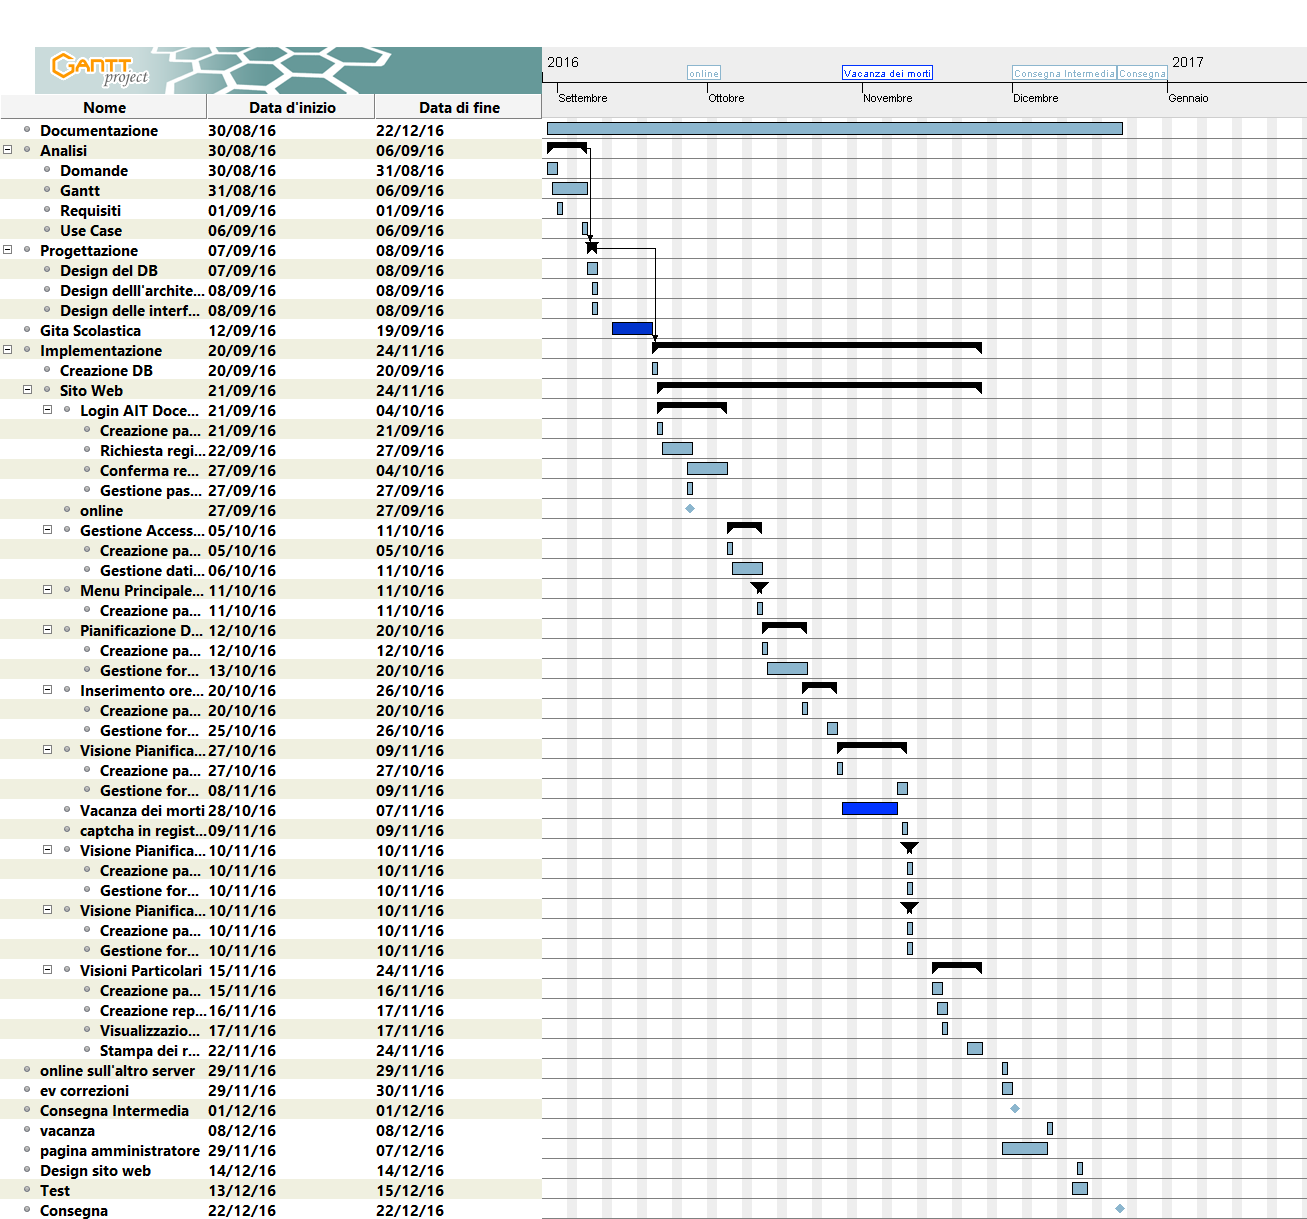 GANTT
project
2016
2017
online
Vacanza dei morti
Consegna Intermedia
Consegna
Settembre
Ottobre
Novembre
Dicembre
Gennaio
Nome Data d'inizio Data di fine
Documentazione 30/08/16 22/12/16
Analisi 30/08/16 06/09/16
Domande 30/08/16 31/08/16
Gantt 31/08/16 06/09/16
Requisiti 01/09/16 01/09/16
Use Case 06/09/16 06/09/16
Progettazione 07/09/16 08/09/16
Design del DB 07/09/16 08/09/16
Design delll'archite... 08/09/16 08/09/16
Design delle interf... 08/09/16 08/09/16
Gita Scolastica 12/09/16 19/09/16
Implementazione 20/09/16 24/11/16
Creazione DB 20/09/16 20/09/16
Sito Web 21/09/16 24/11/16
Login AIT Doce... 21/09/16 04/10/16
Creazione pa... 21/09/16 21/09/16
Richiesta regi... 22/09/16 27/09/16
Conferma re... 27/09/16 04/10/16
Gestione pas... 27/09/16 27/09/16
online 27/09/16 27/09/16
Gestione Access... 05/10/16 11/10/16
Creazione pa... 05/10/16 05/10/16
Gestione dati... 06/10/16 11/10/16
Menu Principale... 11/10/16 11/10/16
Creazione pa... 11/10/16 11/10/16
Pianificazione D... 12/10/16 20/10/16
Creazione pa... 12/10/16 12/10/16
Gestione for... 13/10/16 20/10/16
Inserimento ore... 20/10/16 26/10/16
Creazione pa... 20/10/16 20/10/16
Gestione for... 25/10/16 26/10/16
Visione Pianifica... 27/10/16 09/11/16
Creazione pa... 27/10/16 27/10/16
Gestione for... 08/11/16 09/11/16
Vacanza dei morti 28/10/16 07/11/16
captcha in regist... 09/11/16 09/11/16
Visione Pianifica... 10/11/16 10/11/16
Creazione pa... 10/11/16 10/11/16
Gestione for... 10/11/16 10/11/16
Visione Pianifica... 10/11/16 10/11/16
Creazione pa... 10/11/16 10/11/16
Gestione for... 10/11/16 10/11/16
Visioni Particolari 15/11/16 24/11/16
Creazione pa... 15/11/16 16/11/16
Creazione rep... 16/11/16 17/11/16
Visualizzazio... 17/11/16 17/11/16
Stampa dei r... 22/11/16 24/11/16
online sull'altro server 29/11/16 29/11/16
ev correzioni 29/11/16 30/11/16
Consegna Intermedia 01/12/16 01/12/16
vacanza 08/12/16 08/12/16
pagina amministratore 29/11/16 07/12/16
Design sito web 14/12/16 14/12/16
Test 13/12/16 15/12/16
Consegna 22/12/16 22/12/16